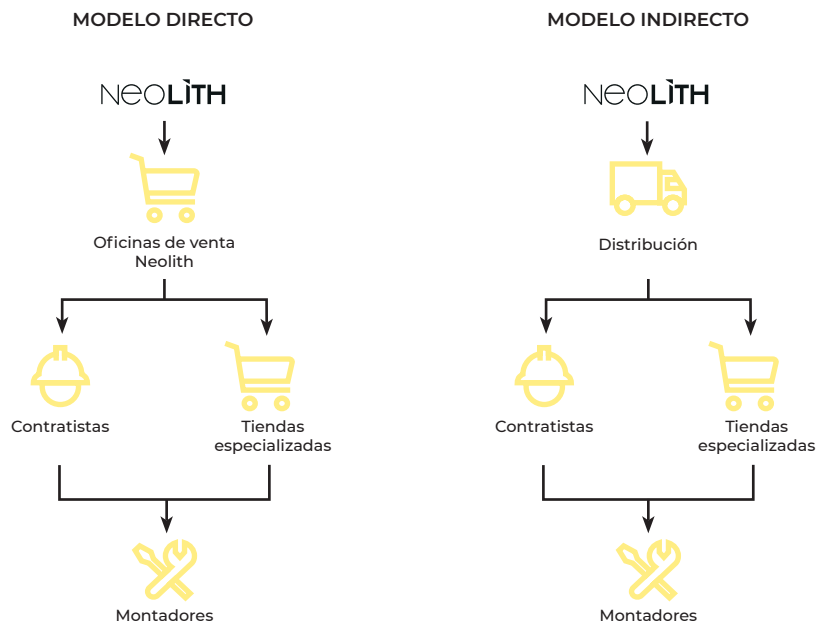 MODELO DIRECTO
NEOLITH
Oficinas de venta
Neolith
Contratistas
Tiendas
especializadas
Montadores
MODELO INDIRECTO
NEOLITH
Distribución
Contratistas
Tiendas
especializadas
Montadores